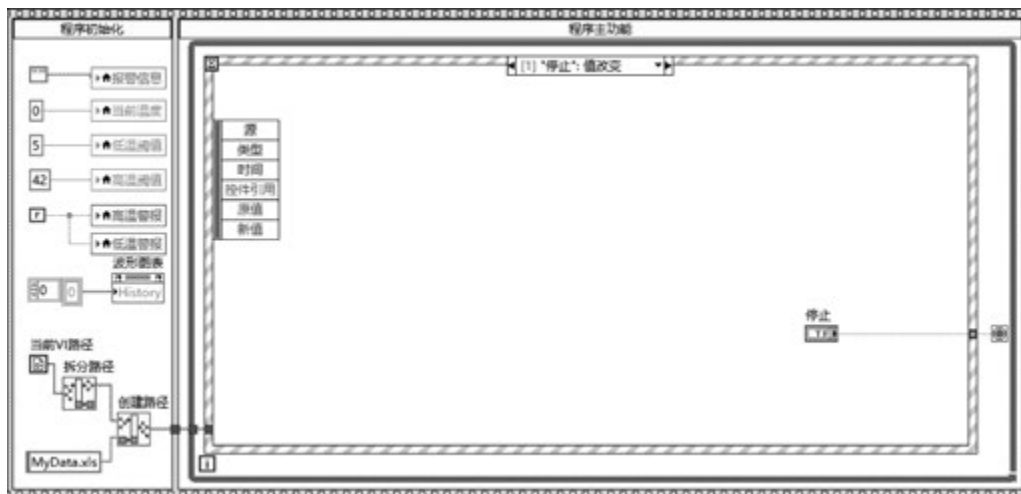 程序初始化
程序主功能
[1] "停止": 值改变
报警信息
0
当前温度
5
低温阈值
42
高温阈值
F
高温警报
低温警报
波形图表
0
0
History
源
类型
时间
控件引用
原值
新值
停止
TF
当前VI路径
拆分路径
创建路径
MyData.xls
i